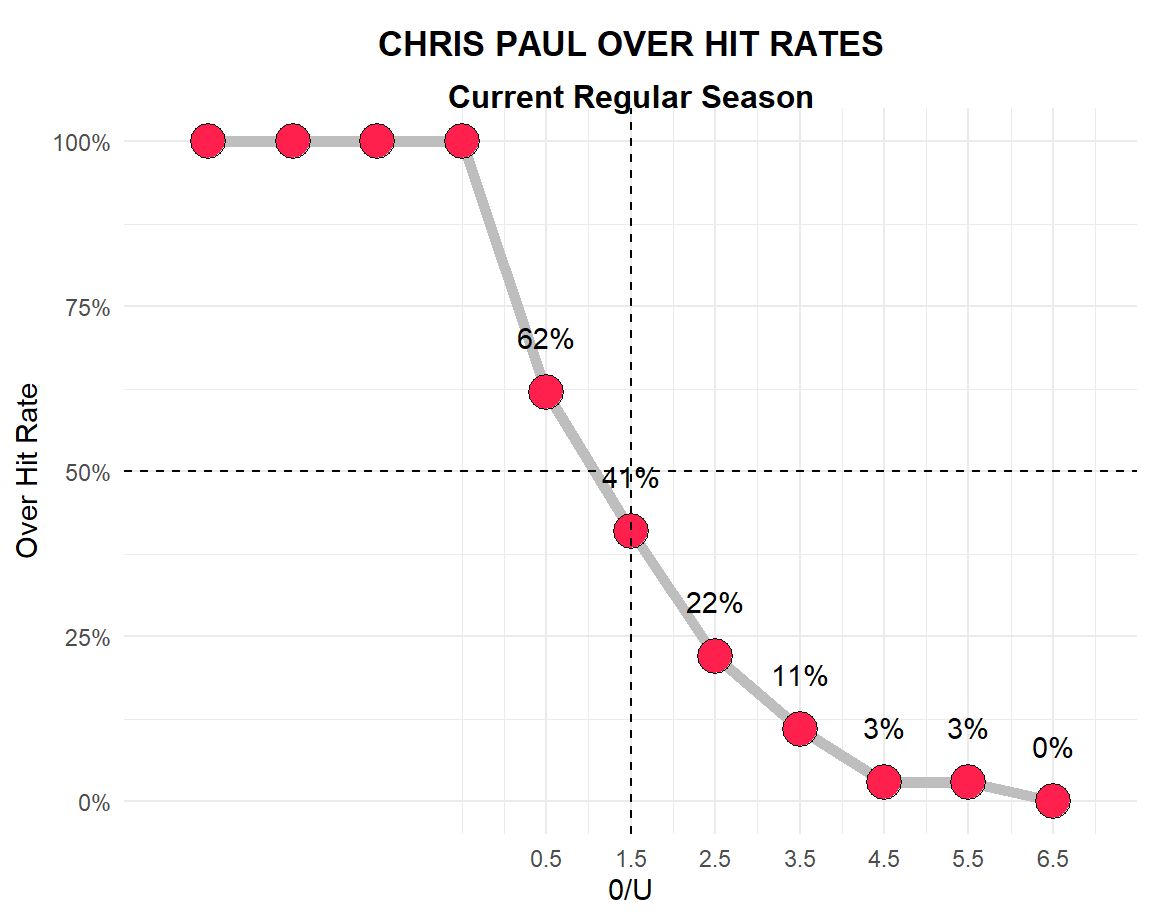 CHRIS PAUL OVER HIT RATES
Current Regular Season
Over Hit Rate
100%
75%
50%
25%
0%
62%
41%
22%
11%
3%
3%
0%
0.5 1.5 2.5 3.5 4.5 5.5 6.5
0/U